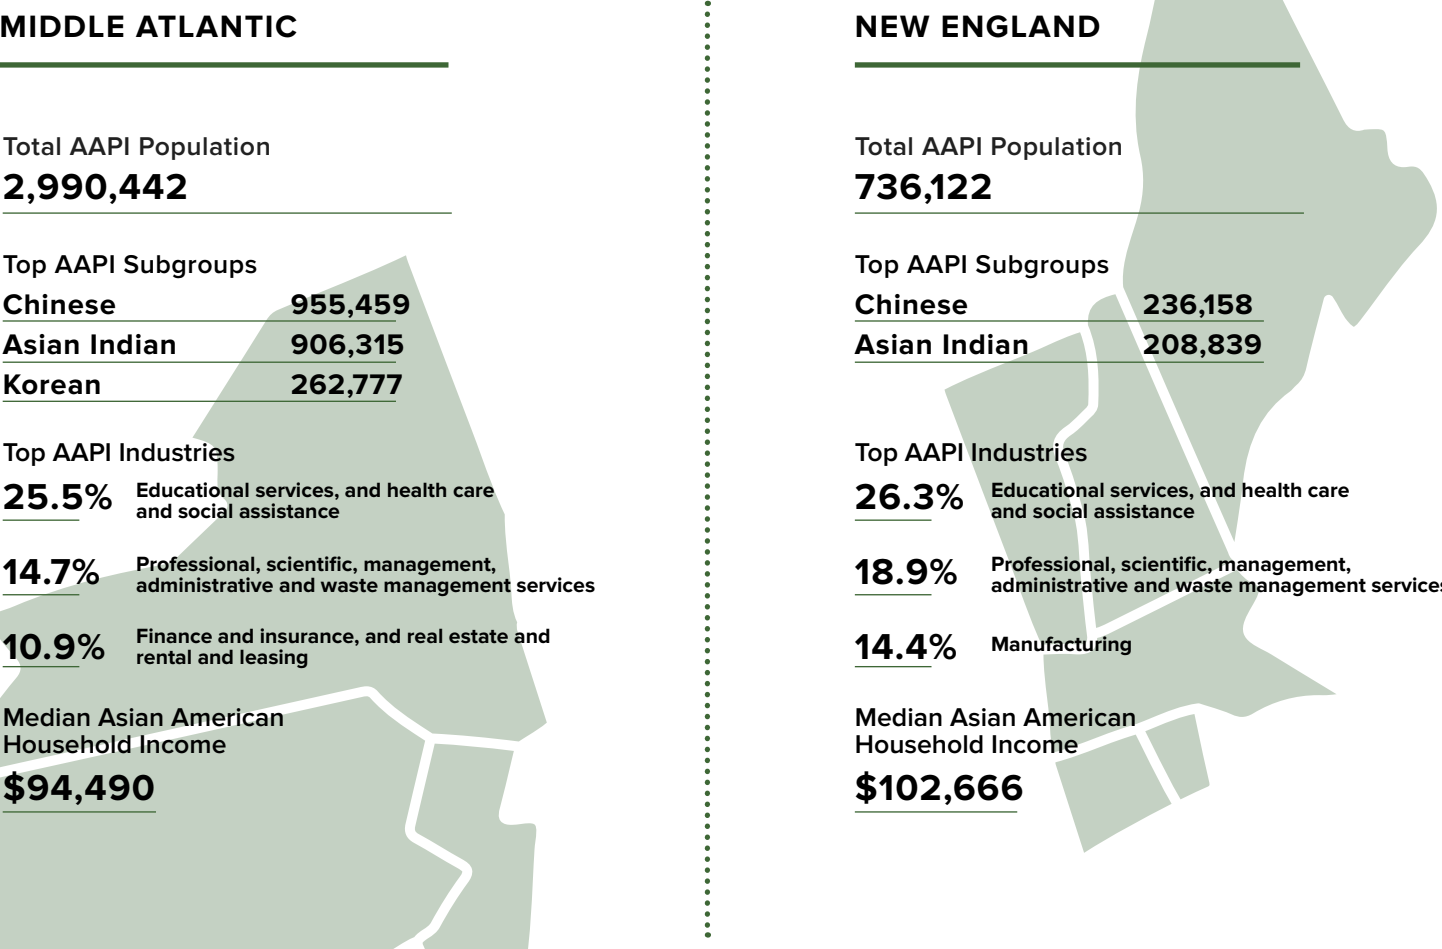 MIDDLE ATLANTIC
Total AAPI Population
2,990,442
Top AAPI Subgroups
Chinese 955,459
Asian Indian 906,315
Korean 262,777
Top AAPI Industries
25.5% Educational services, and health care
and social assistance
14.7% Professional, scientific, management,
administrative and waste management services
10.9% Finance and insurance, and real estate and
rental and leasing
Median Asian American
Household Income
$94,490
NEW ENGLAND
Total AAPI Population
736,122
Top AAPI Subgroups
Chinese 236,158
Asian Indian 208,839
Top AAPI Industries
26.3% Educational services, and health care
and social assistance
18.9% Professional, scientific, management,
administrative and waste management services
14.4% Manufacturing
Median Asian American
Household Income
$102,666